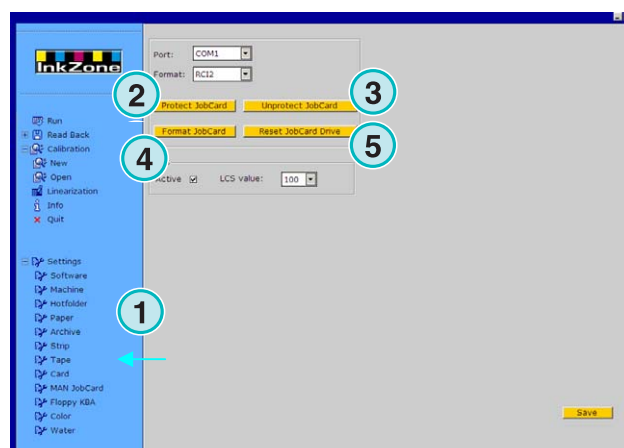 InkZone
Run
Read Back
Calibration
New
Open
Linearization
Info
Quit
Settings
Software
Machine
Hotfolder
Paper
Archive
Strip
Tape
Card
MAN JobCard
Floppy KBA
Color
Water
1
Port: COM1
Format: RCI2
2
3
Protect JobCard Unprotect JobCard
Format JobCard Reset JobCard Drive
4
5
Active LCS value: 100
Save